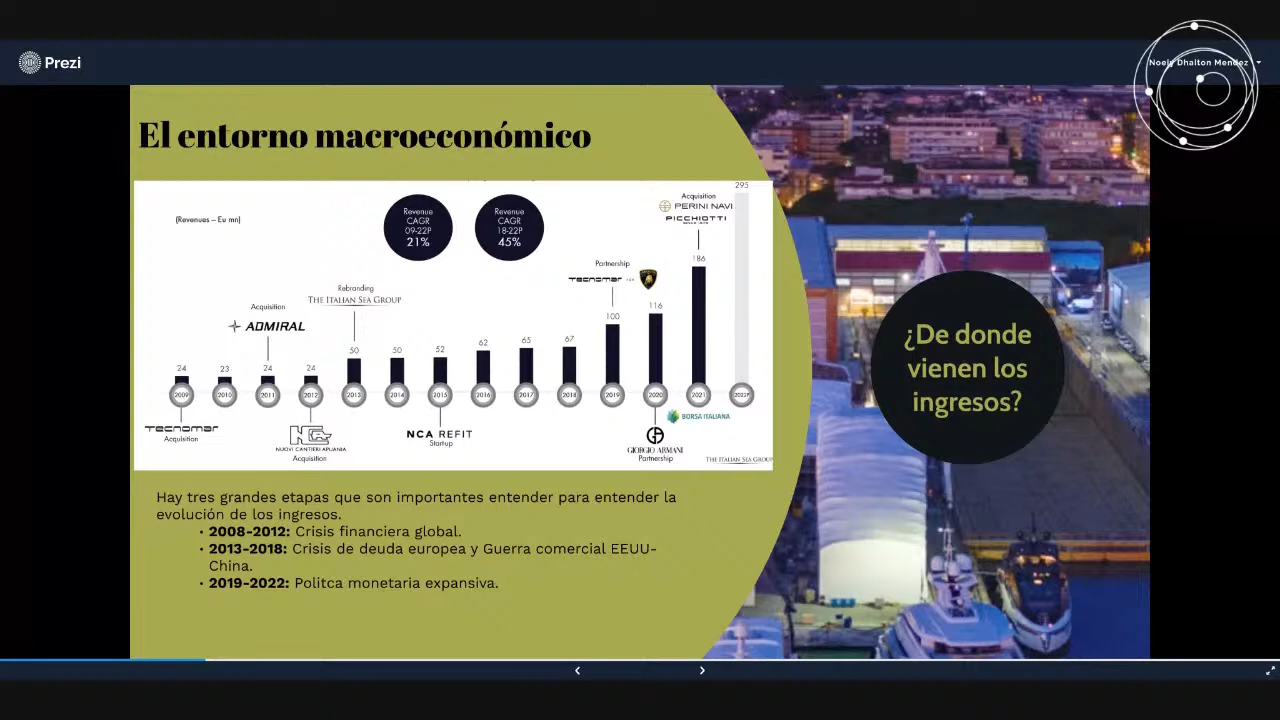 Prezi
Noely Dhalton Mendez
El entorno macroeconómico
(Revenues – Eu mn)
Revenue
CAGR
09-22P
21%
Revenue
CAGR
18-22P
45%
Acquisition
PERINI NAVI
PICCHIOTTI
295
186
Partnership
TECNOMAR
100
116
Rebranding
THE ITALIAN SEA GROUP
Acquisition
ADMIRAL
24
23
24
24
50
50
52
62
65
67
2009
2010
2011
2012
2013
2014
2015
2016
2017
2018
2019
2020
2021
2022P
TECNOMAR
Acquisition
NUOVI CANTIERI APUANIA
Acquisition
NCA REFIT
Startup
BORSA ITALIANA
GIORGIO ARMANI
Partnership
THE ITALIAN SEA GROUP
¿De donde
vienen los
ingresos?
Hay tres grandes etapas que son importantes entender para entender la
evolución de los ingresos.
• 2008-2012: Crisis financiera global.
• 2013-2018: Crisis de deuda europea y Guerra comercial EEUU-
China.
• 2019-2022: Politca monetaria expansiva.